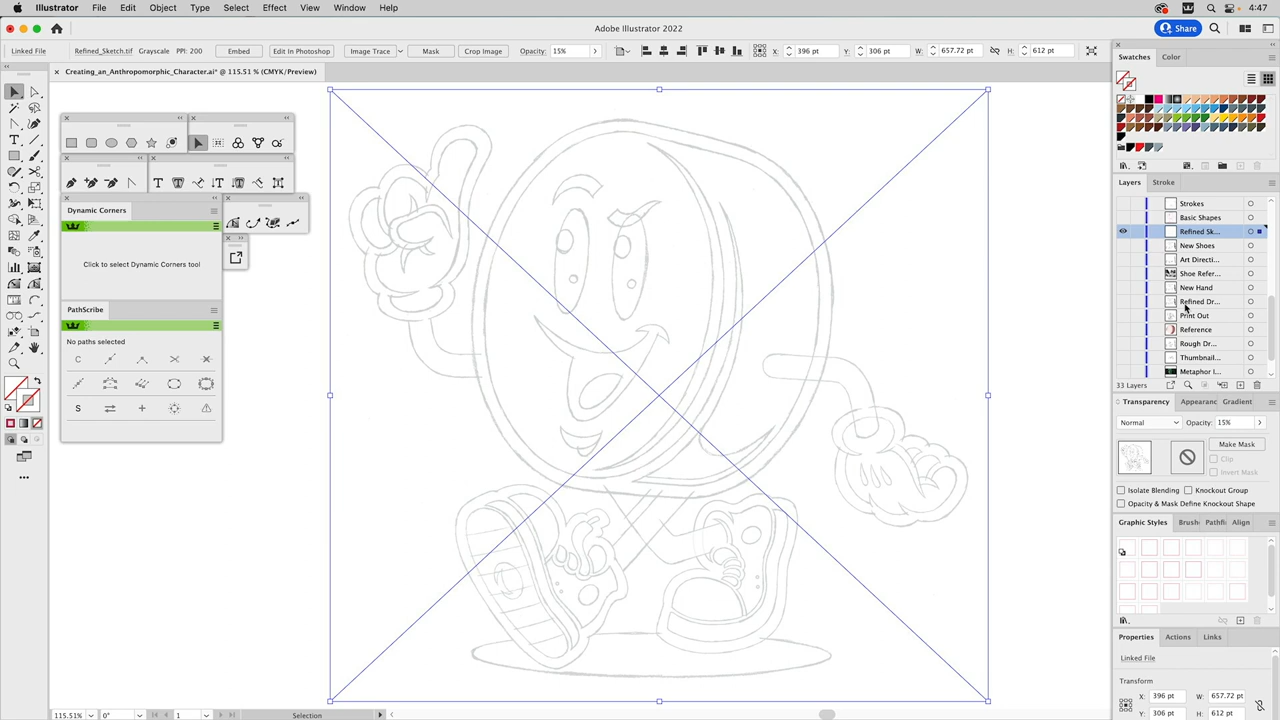 Illustrator File Edit Object Type Select Effect View Window Help 4:47
Adobe Illustrator 2022
Share
Linked File Refined_Sketch.tif Grayscale PPI: 200 Embed Edit In Photoshop Image Trace Mask Crop Image Opacity: 15% X: 396 pt Y: 306 pt W: 657.72 pt H: 612 pt
Creating_an_Anthropomorphic_Character.ai* @ 115.51 % (CMYK/Preview)
Swatches Color
Layers Stroke
Strokes
Basic Shapes
Refined Sk...
New Shoes
Art Directi...
Shoe Refer...
New Hand
Refined Dr...
Print Out
Reference
Rough Dr...
Thumbnail...
Metaphor I...
33 Layers
Dynamic Corners
Click to select Dynamic Corners tool
PathScribe
No paths selected
Transparency Appearanc Gradient
Normal Opacity: 15%
Make Mask
Clip
Invert Mask
Isolate Blending Knockout Group
Opacity & Mask Define Knockout Shape
Graphic Styles Brush Pathfi Align
Properties Actions Links
Linked File
Transform
X: 396 pt W: 657.72 pt
Y: 306 pt H: 612 pt
115.51% 0° 1 Selection